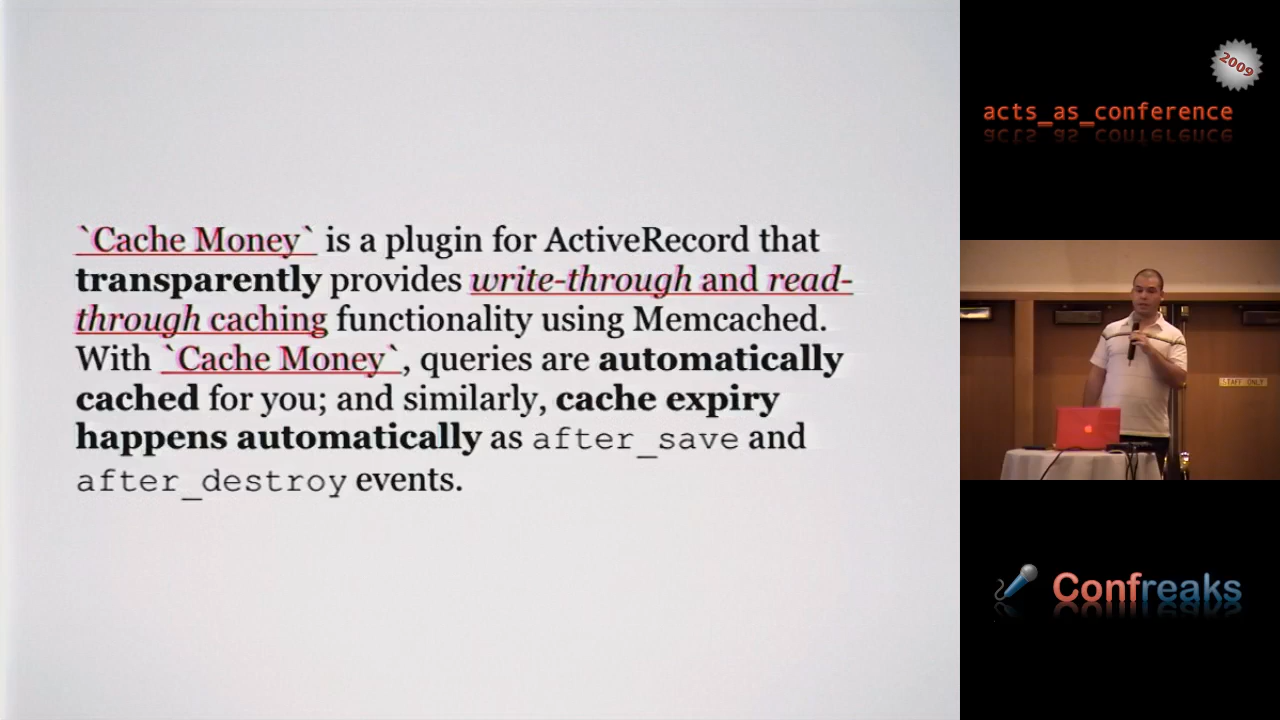 `Cache Money` is a plugin for ActiveRecord that
transparently provides write-through and read-
through caching functionality using Memcached.
With `Cache Money`, queries are automatically
cached for you; and similarly, cache expiry
happens automatically as after_save and
after_destroy events.
2009
acts_as_conference
STAFF ONLY
Confreaks